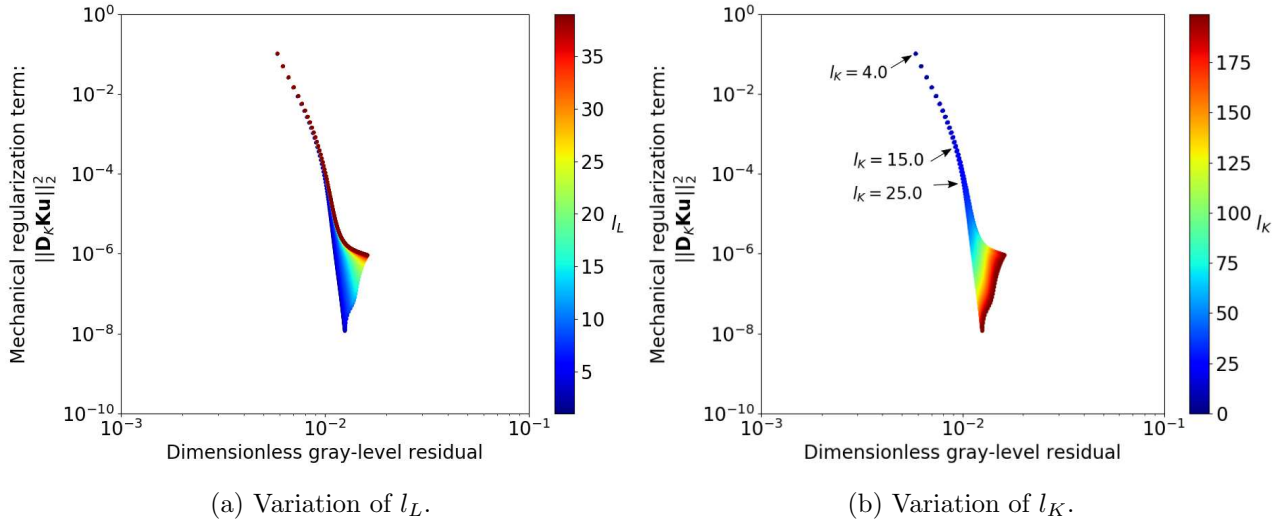 Mechanical regularization term:
||D_K Ku||_2^2
10^0
10^{-2}
10^{-4}
10^{-6}
10^{-8}
10^{-10}
10^{-3}
10^{-2}
10^{-1}
Dimensionless gray-level residual
35
30
25
20
15
10
5
l_L
(a) Variation of l_L.
Mechanical regularization term:
||D_K Ku||_2^2
10^0
10^{-2}
10^{-4}
10^{-6}
10^{-8}
10^{-10}
l_K = 4.0
l_K = 15.0
l_K = 25.0
10^{-3}
10^{-2}
10^{-1}
Dimensionless gray-level residual
175
150
125
100
75
50
25
0
l_K
(b) Variation of l_K.